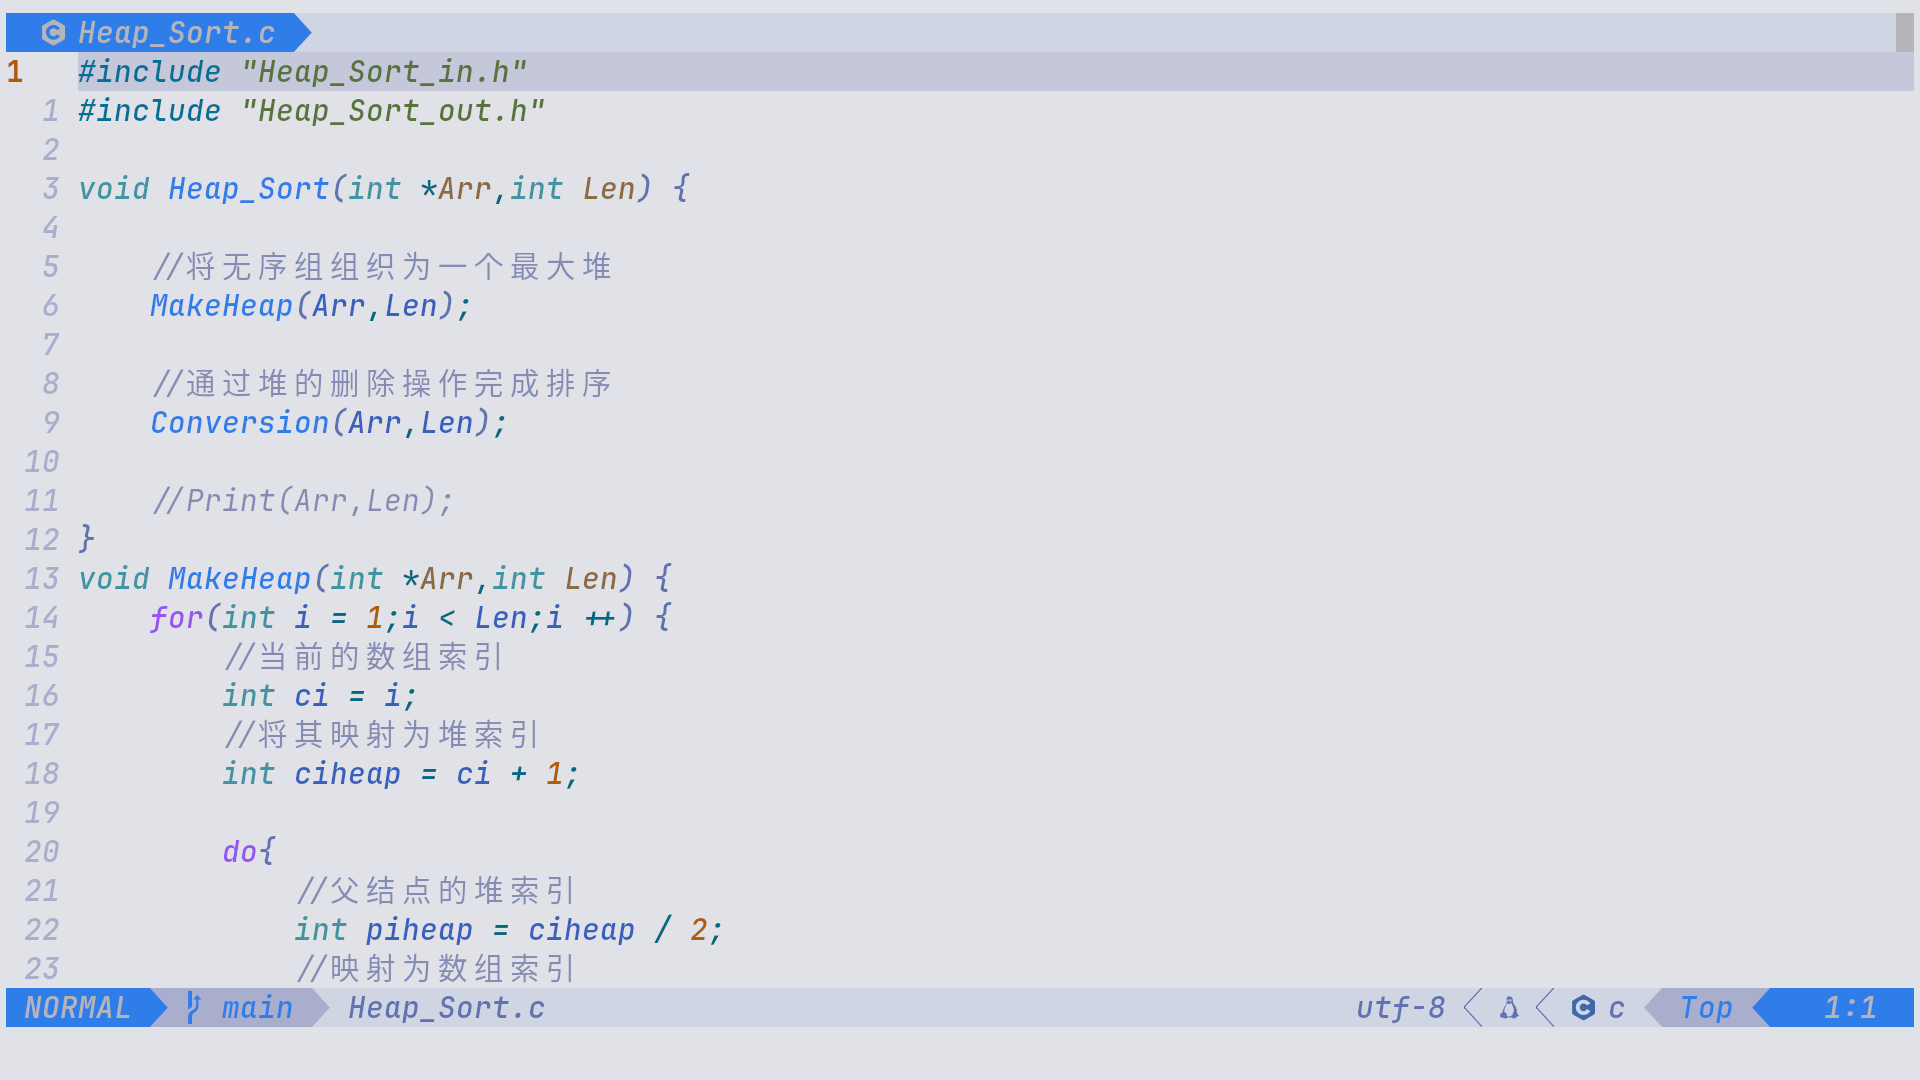 Heap_Sort.c
1 #include "Heap_Sort_in.h"
1 #include "Heap_Sort_out.h"
2
3 void Heap_Sort(int *Arr,int Len) {
4
5 //将无序组组织为一个最大堆
6 MakeHeap(Arr,Len);
7
8 //通过堆的删除操作完成排序
9 Conversion(Arr,Len);
10
11 //Print(Arr,Len);
12 }
13 void MakeHeap(int *Arr,int Len) {
14 for(int i = 1;i < Len;i ++) {
15 //当前的数组索引
16 int ci = i;
17 //将其映射为堆索引
18 int ciheap = ci + 1;
19
20 do{
21 //父结点的堆索引
22 int piheap = ciheap / 2;
23 //映射为数组索引
NORMAL main Heap_Sort.c utf-8 c Top 1:1